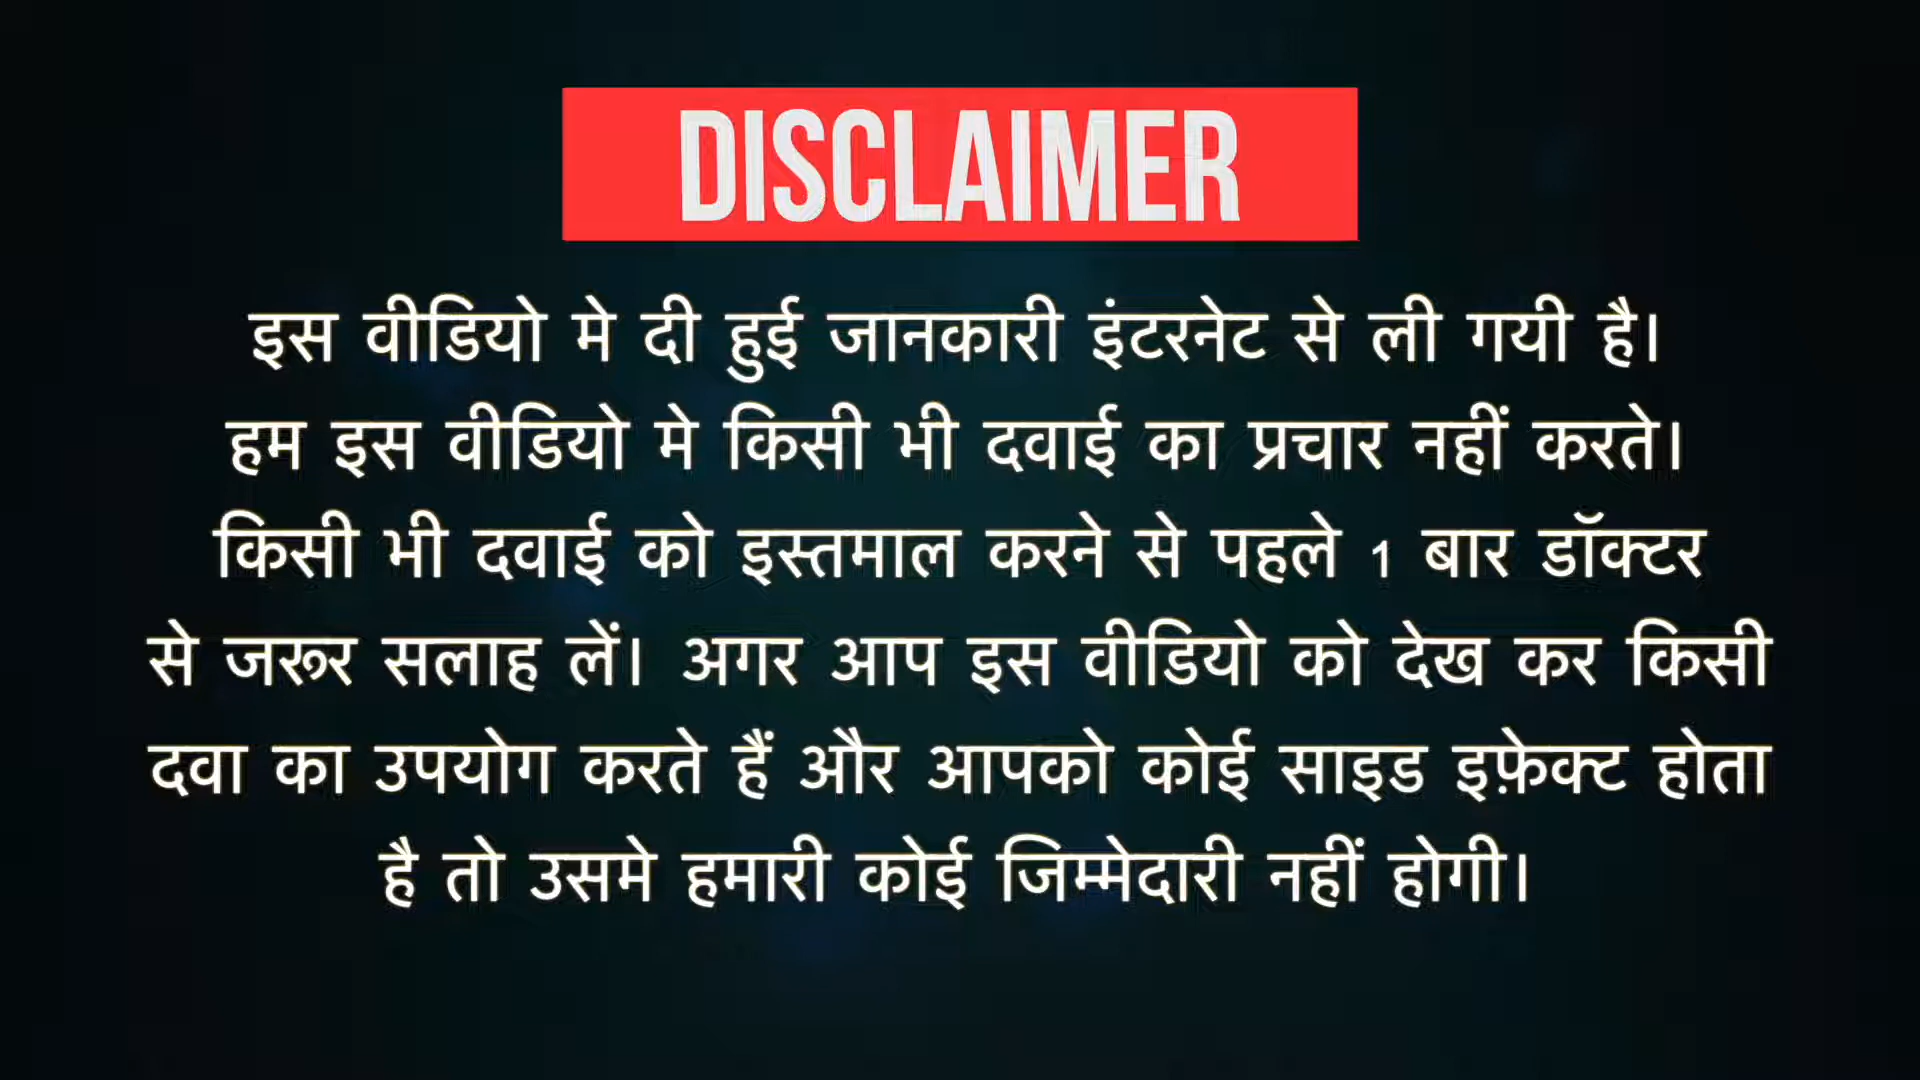 DISCLAIMER
इस वीडियो मे दी हुई जानकारी इंटरनेट से ली गयी है।
हम इस वीडियो मे किसी भी दवाई का प्रचार नहीं करते।
किसी भी दवाई को इस्तमाल करने से पहले 1 बार डॉक्टर
से जरूर सलाह लें। अगर आप इस वीडियो को देख कर किसी
दवा का उपयोग करते हैं और आपको कोई साइड इफ़ेक्ट होता
है तो उसमे हमारी कोई जिम्मेदारी नहीं होगी।